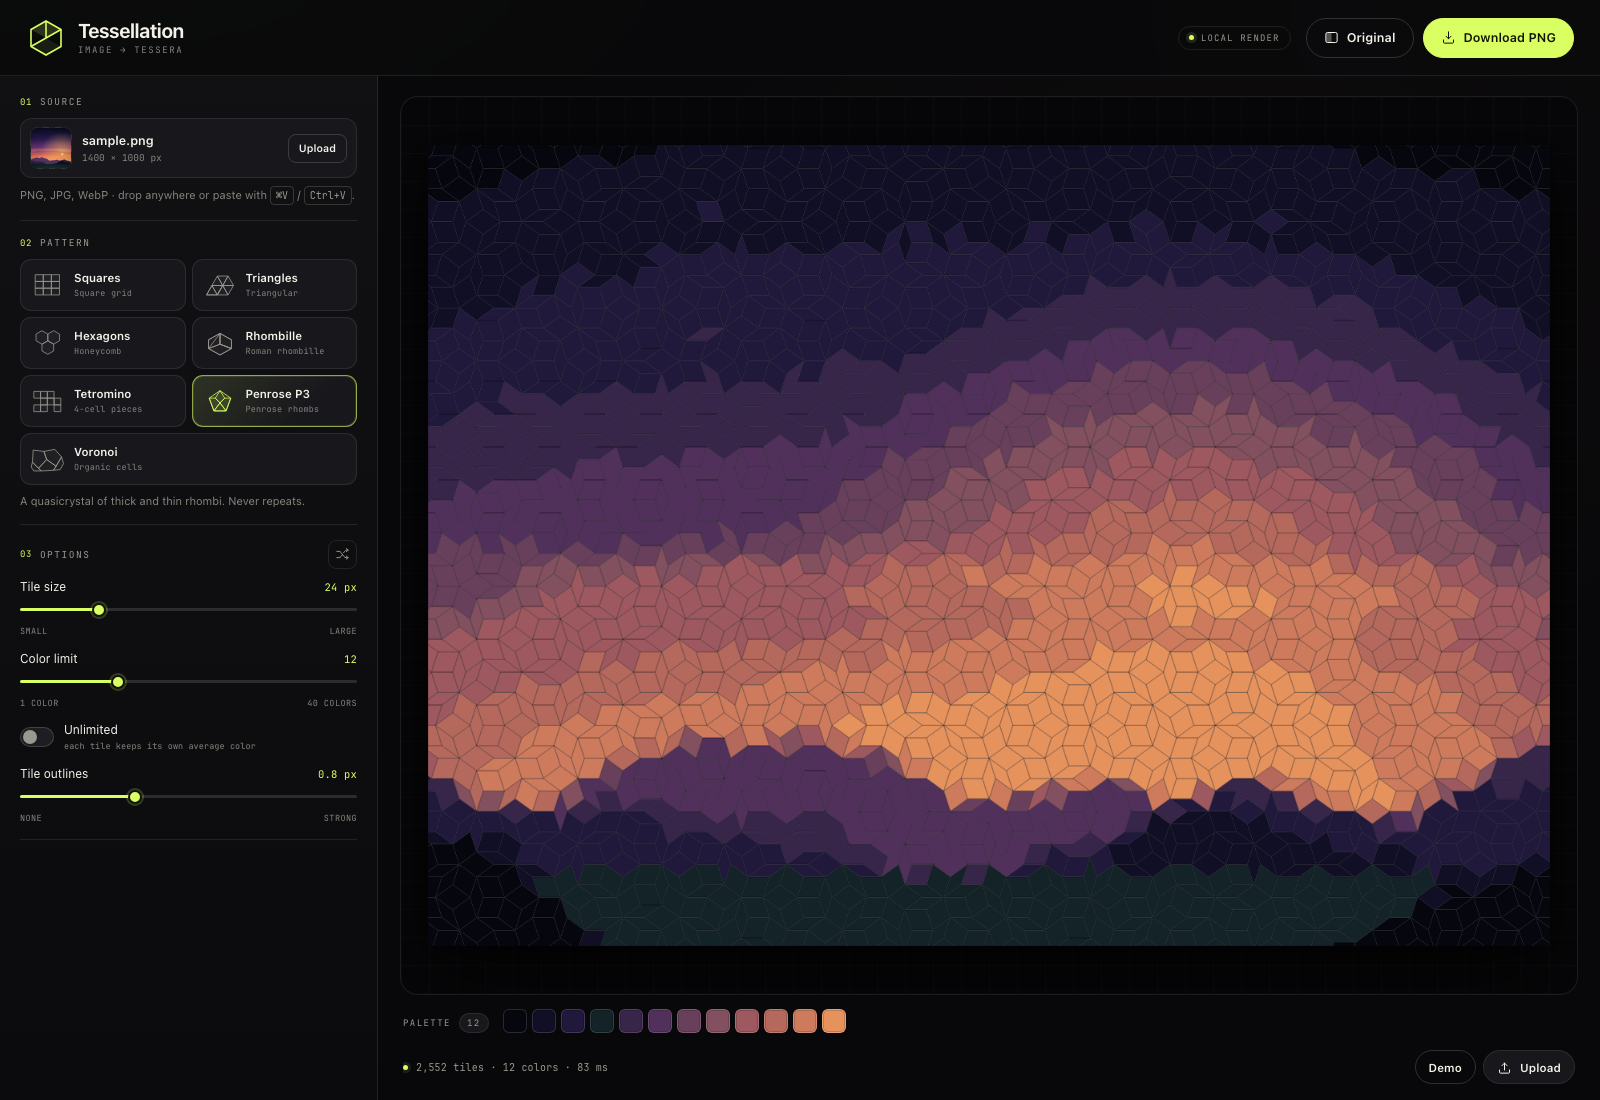 Tessellation
IMAGE → TESSERA
LOCAL RENDER
Original
Download PNG
01 SOURCE
sample.png
1400 × 1000 px
Upload
PNG, JPG, WebP · drop anywhere or paste with ⌘V / Ctrl+V.
02 PATTERN
Squares
Square grid
Triangles
Triangular
Hexagons
Honeycomb
Rhombille
Roman rhombille
Tetromino
4-cell pieces
Penrose P3
Penrose rhombs
Voronoi
Organic cells
A quasicrystal of thick and thin rhombi. Never repeats.
03 OPTIONS
Tile size 24 px
SMALL LARGE
Color limit 12
1 COLOR 40 COLORS
Unlimited
each tile keeps its own average color
Tile outlines 0.8 px
NONE STRONG
PALETTE 12
2,552 tiles · 12 colors · 83 ms
Demo
Upload